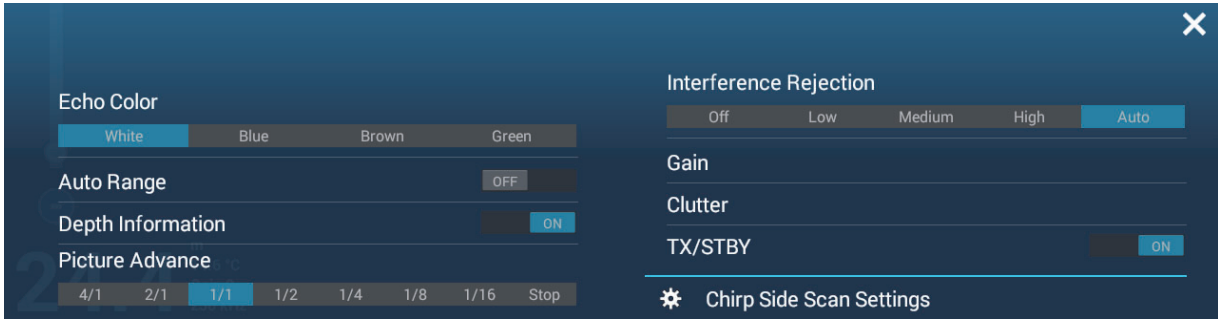 Echo Color
White Blue Brown Green
Auto Range OFF
Depth Information ON
Picture Advance
4/1 2/1 1/1 1/2 1/4 1/8 1/16 Stop
Interference Rejection
Off Low Medium High Auto
Gain
Clutter
TX/STBY ON
Chirp Side Scan Settings